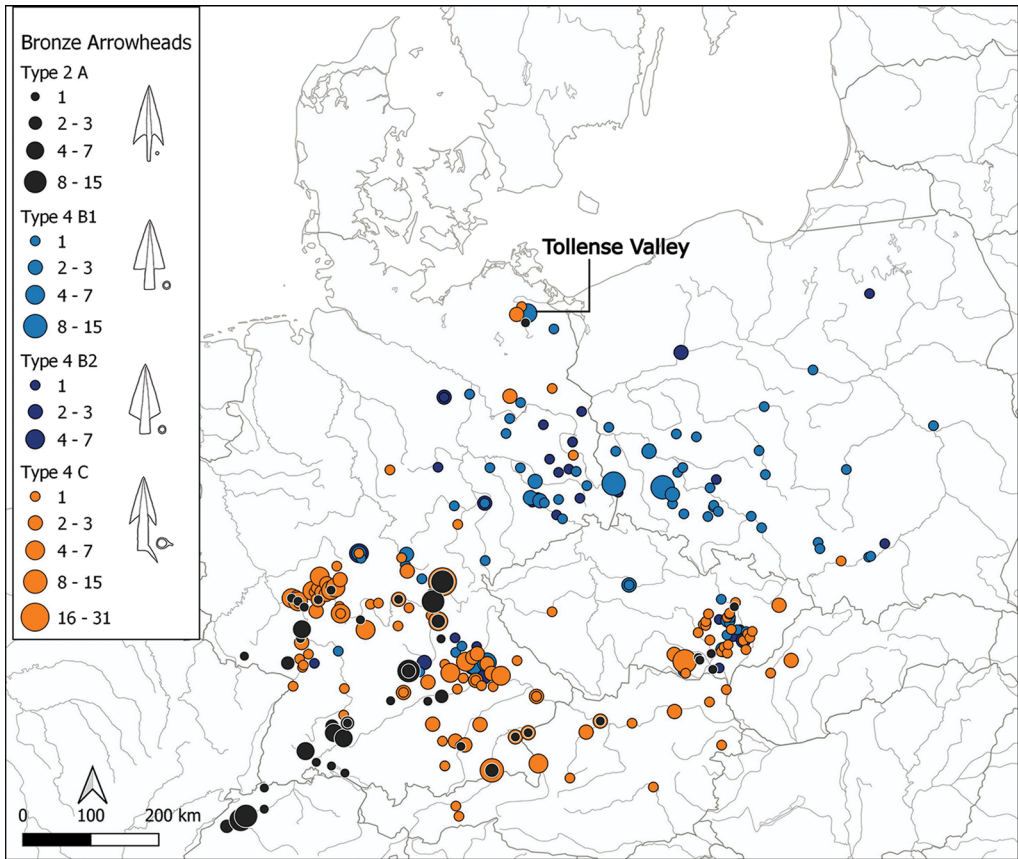 Bronze Arrowheads
Type 2 A
1
2 - 3
4 - 7
8 - 15
Type 4 B1
1
2 - 3
4 - 7
8 - 15
Type 4 B2
1
2 - 3
4 - 7
Type 4 C
1
2 - 3
4 - 7
8 - 15
16 - 31
Tollense Valley
0 100 200 km